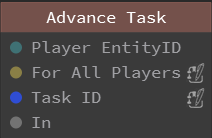 Advance Task
Player EntityID
For All Players
Task ID
In